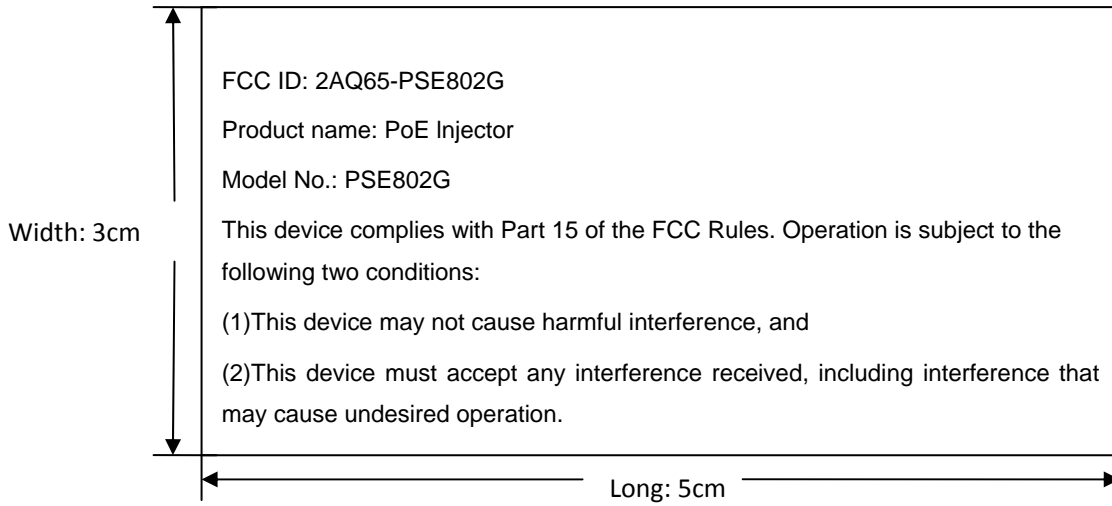 FCC ID: 2AQ65-PSE802G
Product name: PoE Injector
Model No.: PSE802G
Width: 3cm
This device complies with Part 15 of the FCC Rules. Operation is subject to the
following two conditions:
(1)This device may not cause harmful interference, and
(2)This device must accept any interference received, including interference that
may cause undesired operation.
Long: 5cm